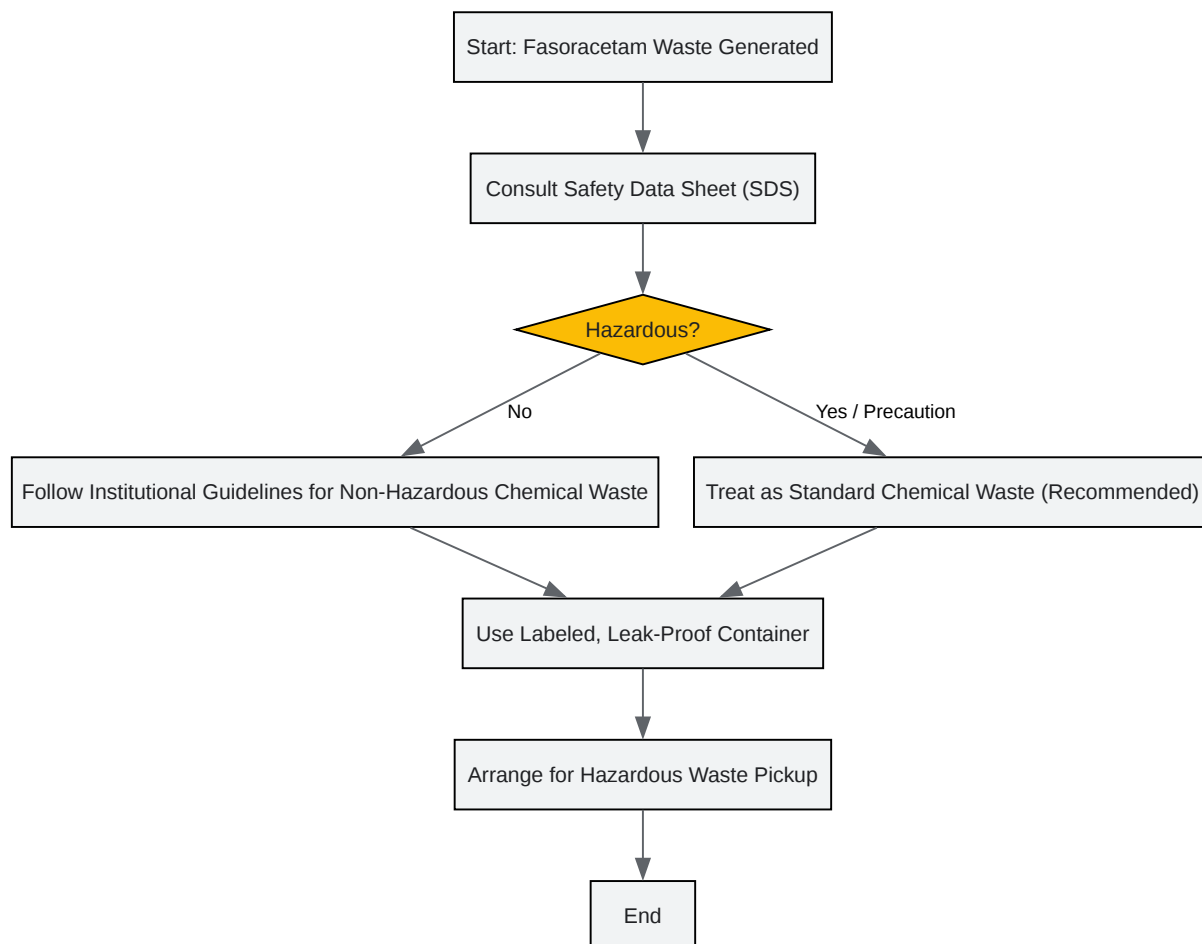 Start: Fasoracetam Waste Generated
Consult Safety Data Sheet (SDS)
Hazardous?
No
Yes / Precaution
Follow Institutional Guidelines for Non-Hazardous Chemical Waste
Treat as Standard Chemical Waste (Recommended)
Use Labeled, Leak-Proof Container
Arrange for Hazardous Waste Pickup
End